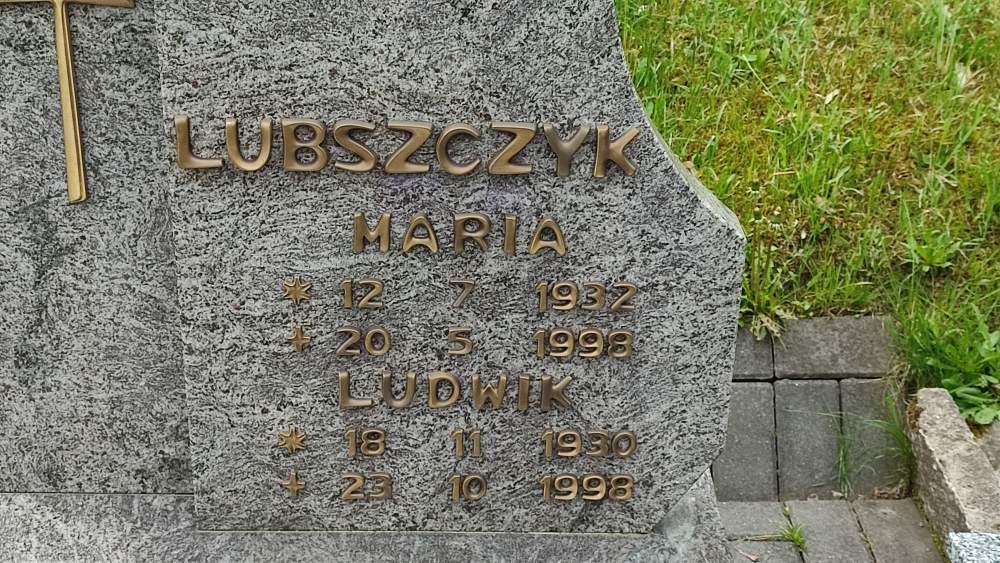 LUBSZCZYK
MARIA
* 12 7 1932
+ 20 5 1998
LUDWIK
* 18 11 1930
+ 23 10 1998